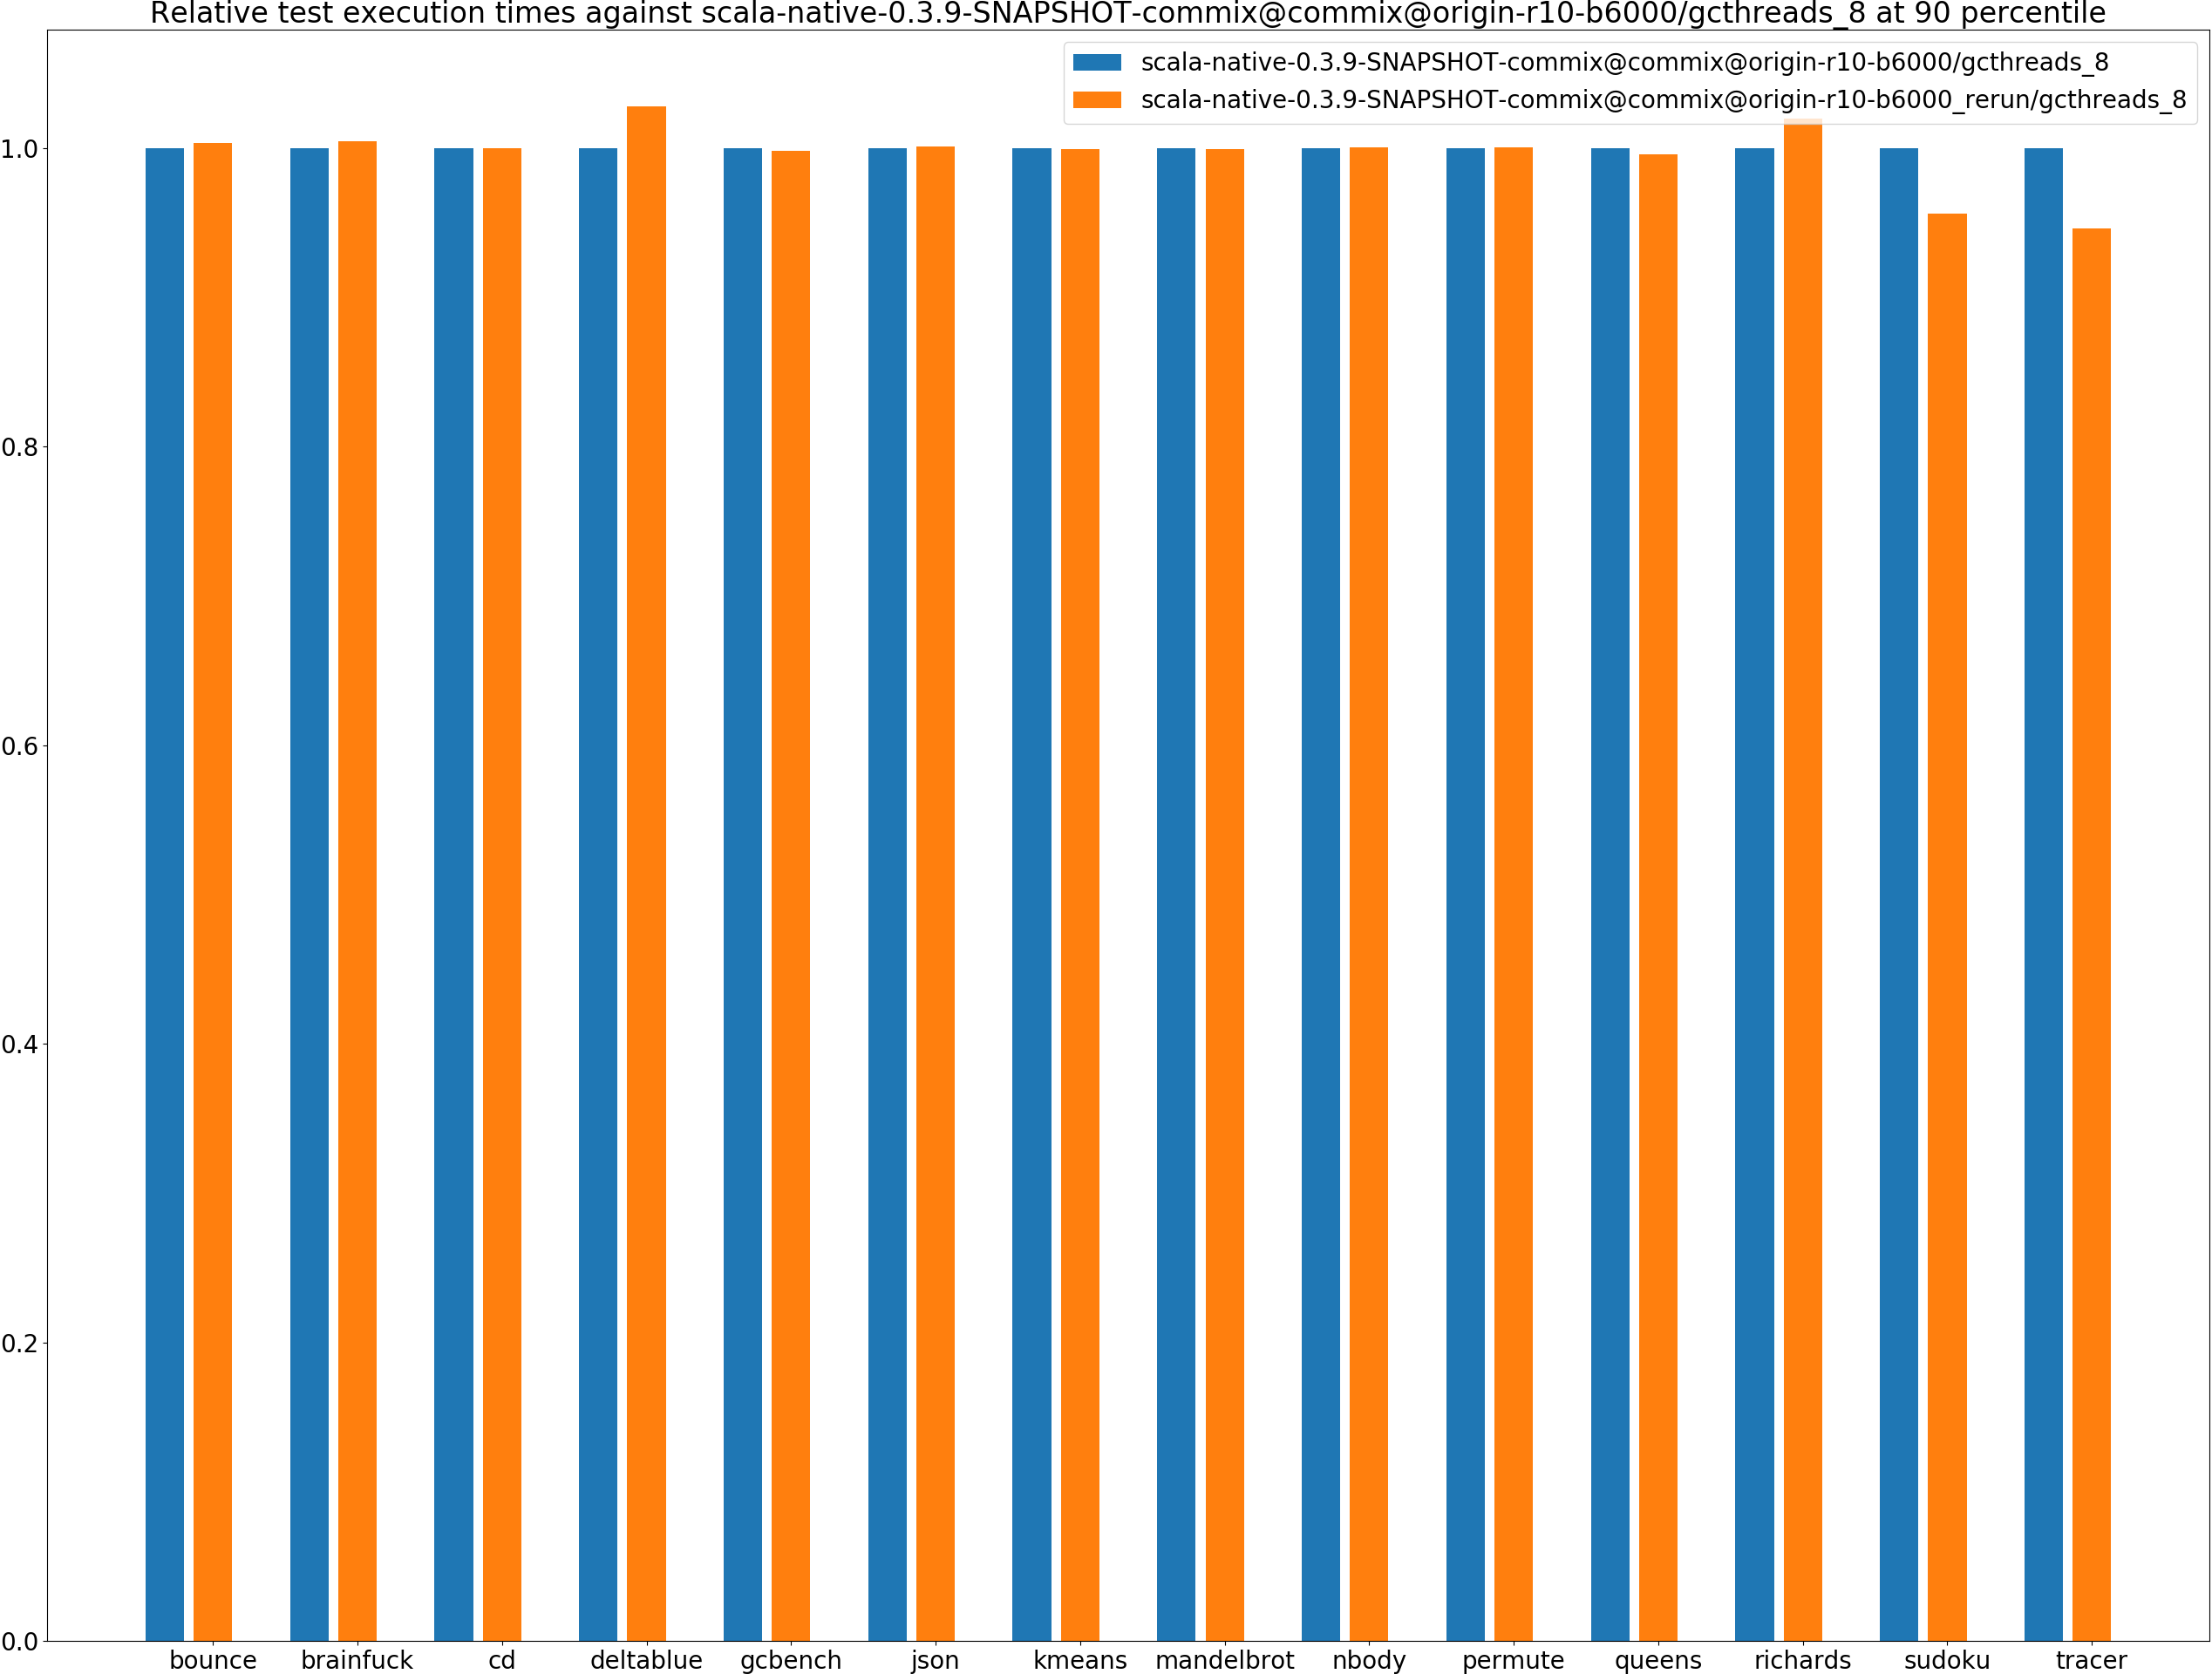 Relative test execution times against scala-native-0.3.9-SNAPSHOT-commix@commix@origin-r10-b6000/gcthreads_8 at 90 percentile
scala-native-0.3.9-SNAPSHOT-commix@commix@origin-r10-b6000/gcthreads_8
scala-native-0.3.9-SNAPSHOT-commix@commix@origin-r10-b6000_rerun/gcthreads_8
1.0
0.8
0.6
0.4
0.2
0.0
bounce brainfuck cd deltablue gcbench json kmeans mandelbrot nbody permute queens richards sudoku tracer